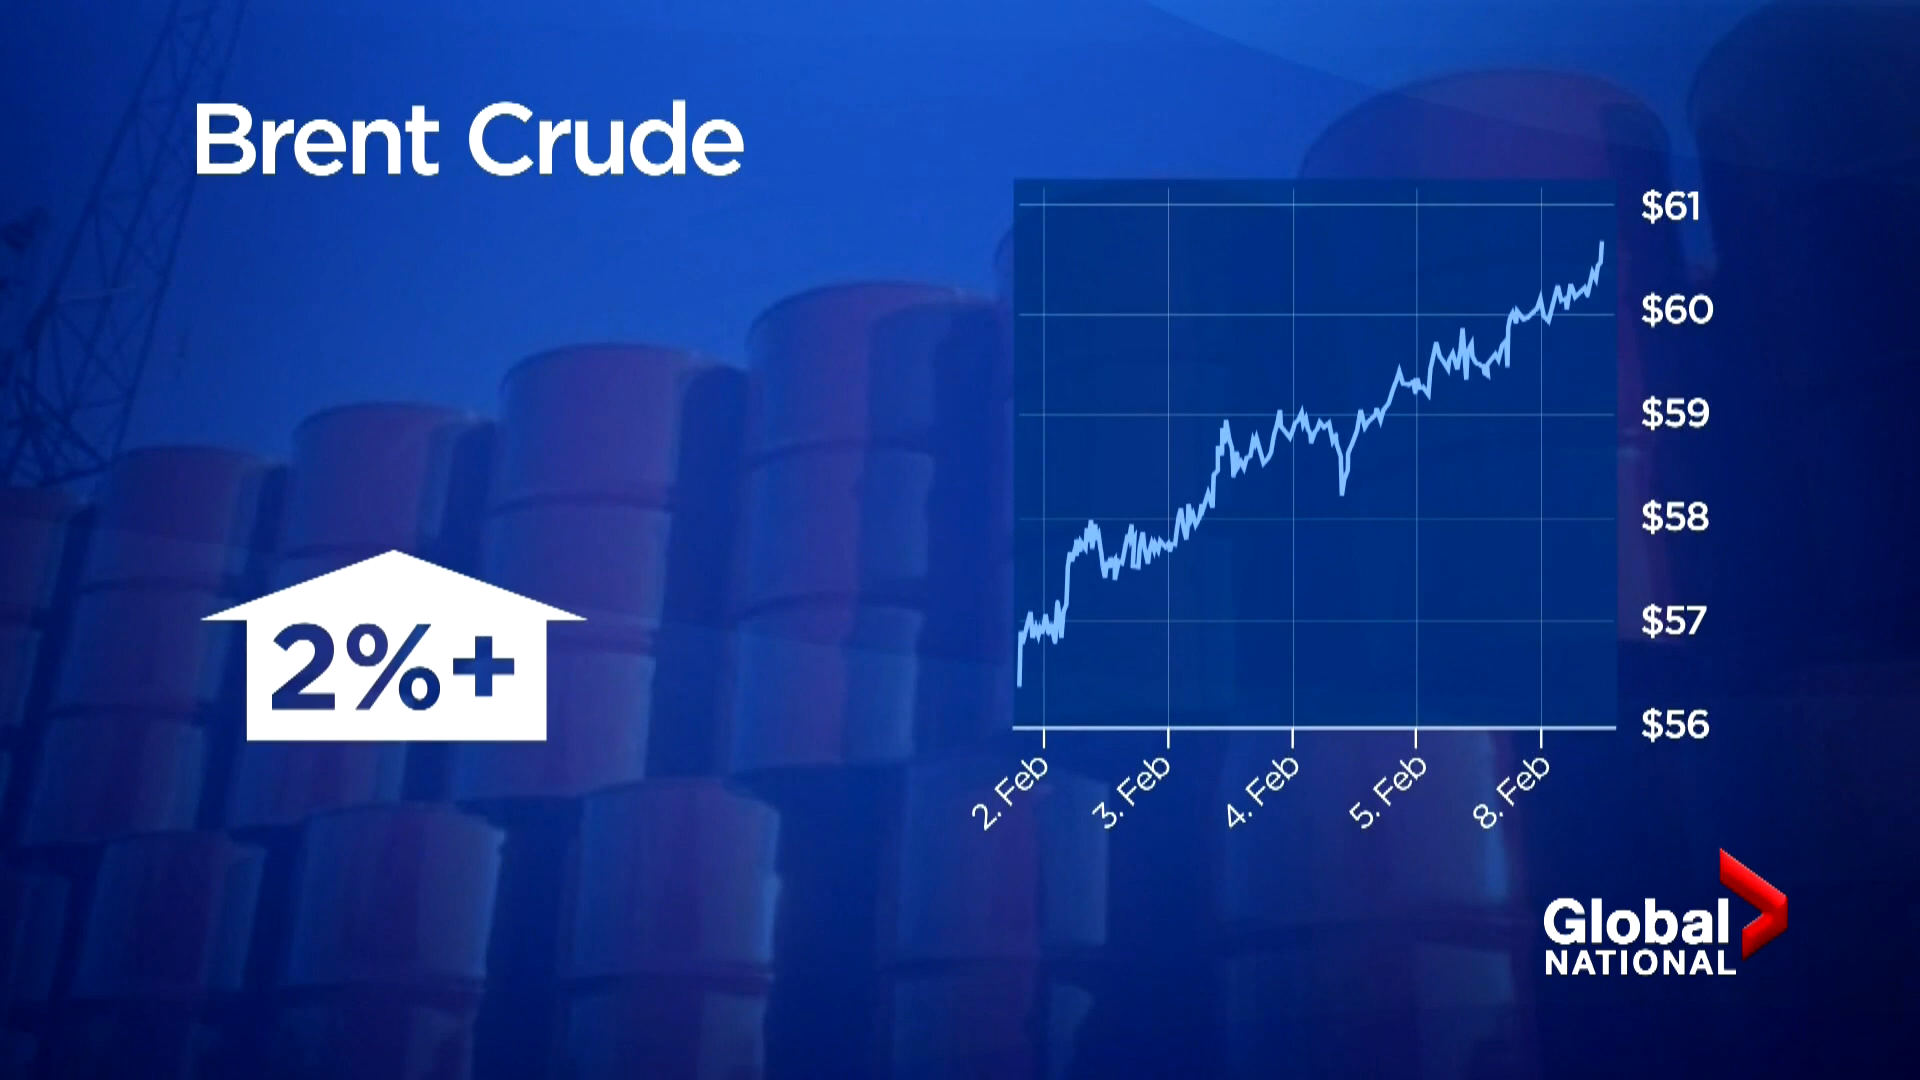 Brent Crude
2%+
$61
$60
$59
$58
$57
$56
2. Feb
3. Feb
4. Feb
5. Feb
8. Feb
Global
NATIONAL